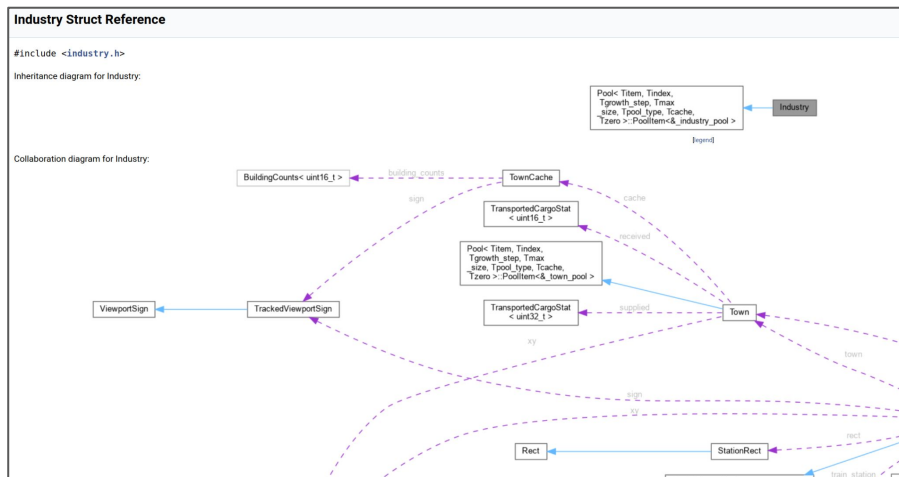 Industry Struct Reference
#include <industry.h>
Inheritance diagram for Industry:
Pool< Titem, Tindex,
Tgrowth_step, Tmax
_size, Tpool_type, Tcache,
Tzero >::PoolItem<&_industry_pool >
Industry
[legend]
Collaboration diagram for Industry:
BuildingCounts< uint16_t >
building_counts
TownCache
sign
cache
TransportedCargoStat
< uint16_t >
received
Pool< Titem, Tindex,
Tgrowth_step, Tmax
_size, Tpool_type, Tcache,
Tzero >::PoolItem<&_town_pool >
ViewportSign
TrackedViewportSign
TransportedCargoStat
< uint32_t >
supplied
Town
xy
town
sign
xy
Rect
StationRect
rect
train_station